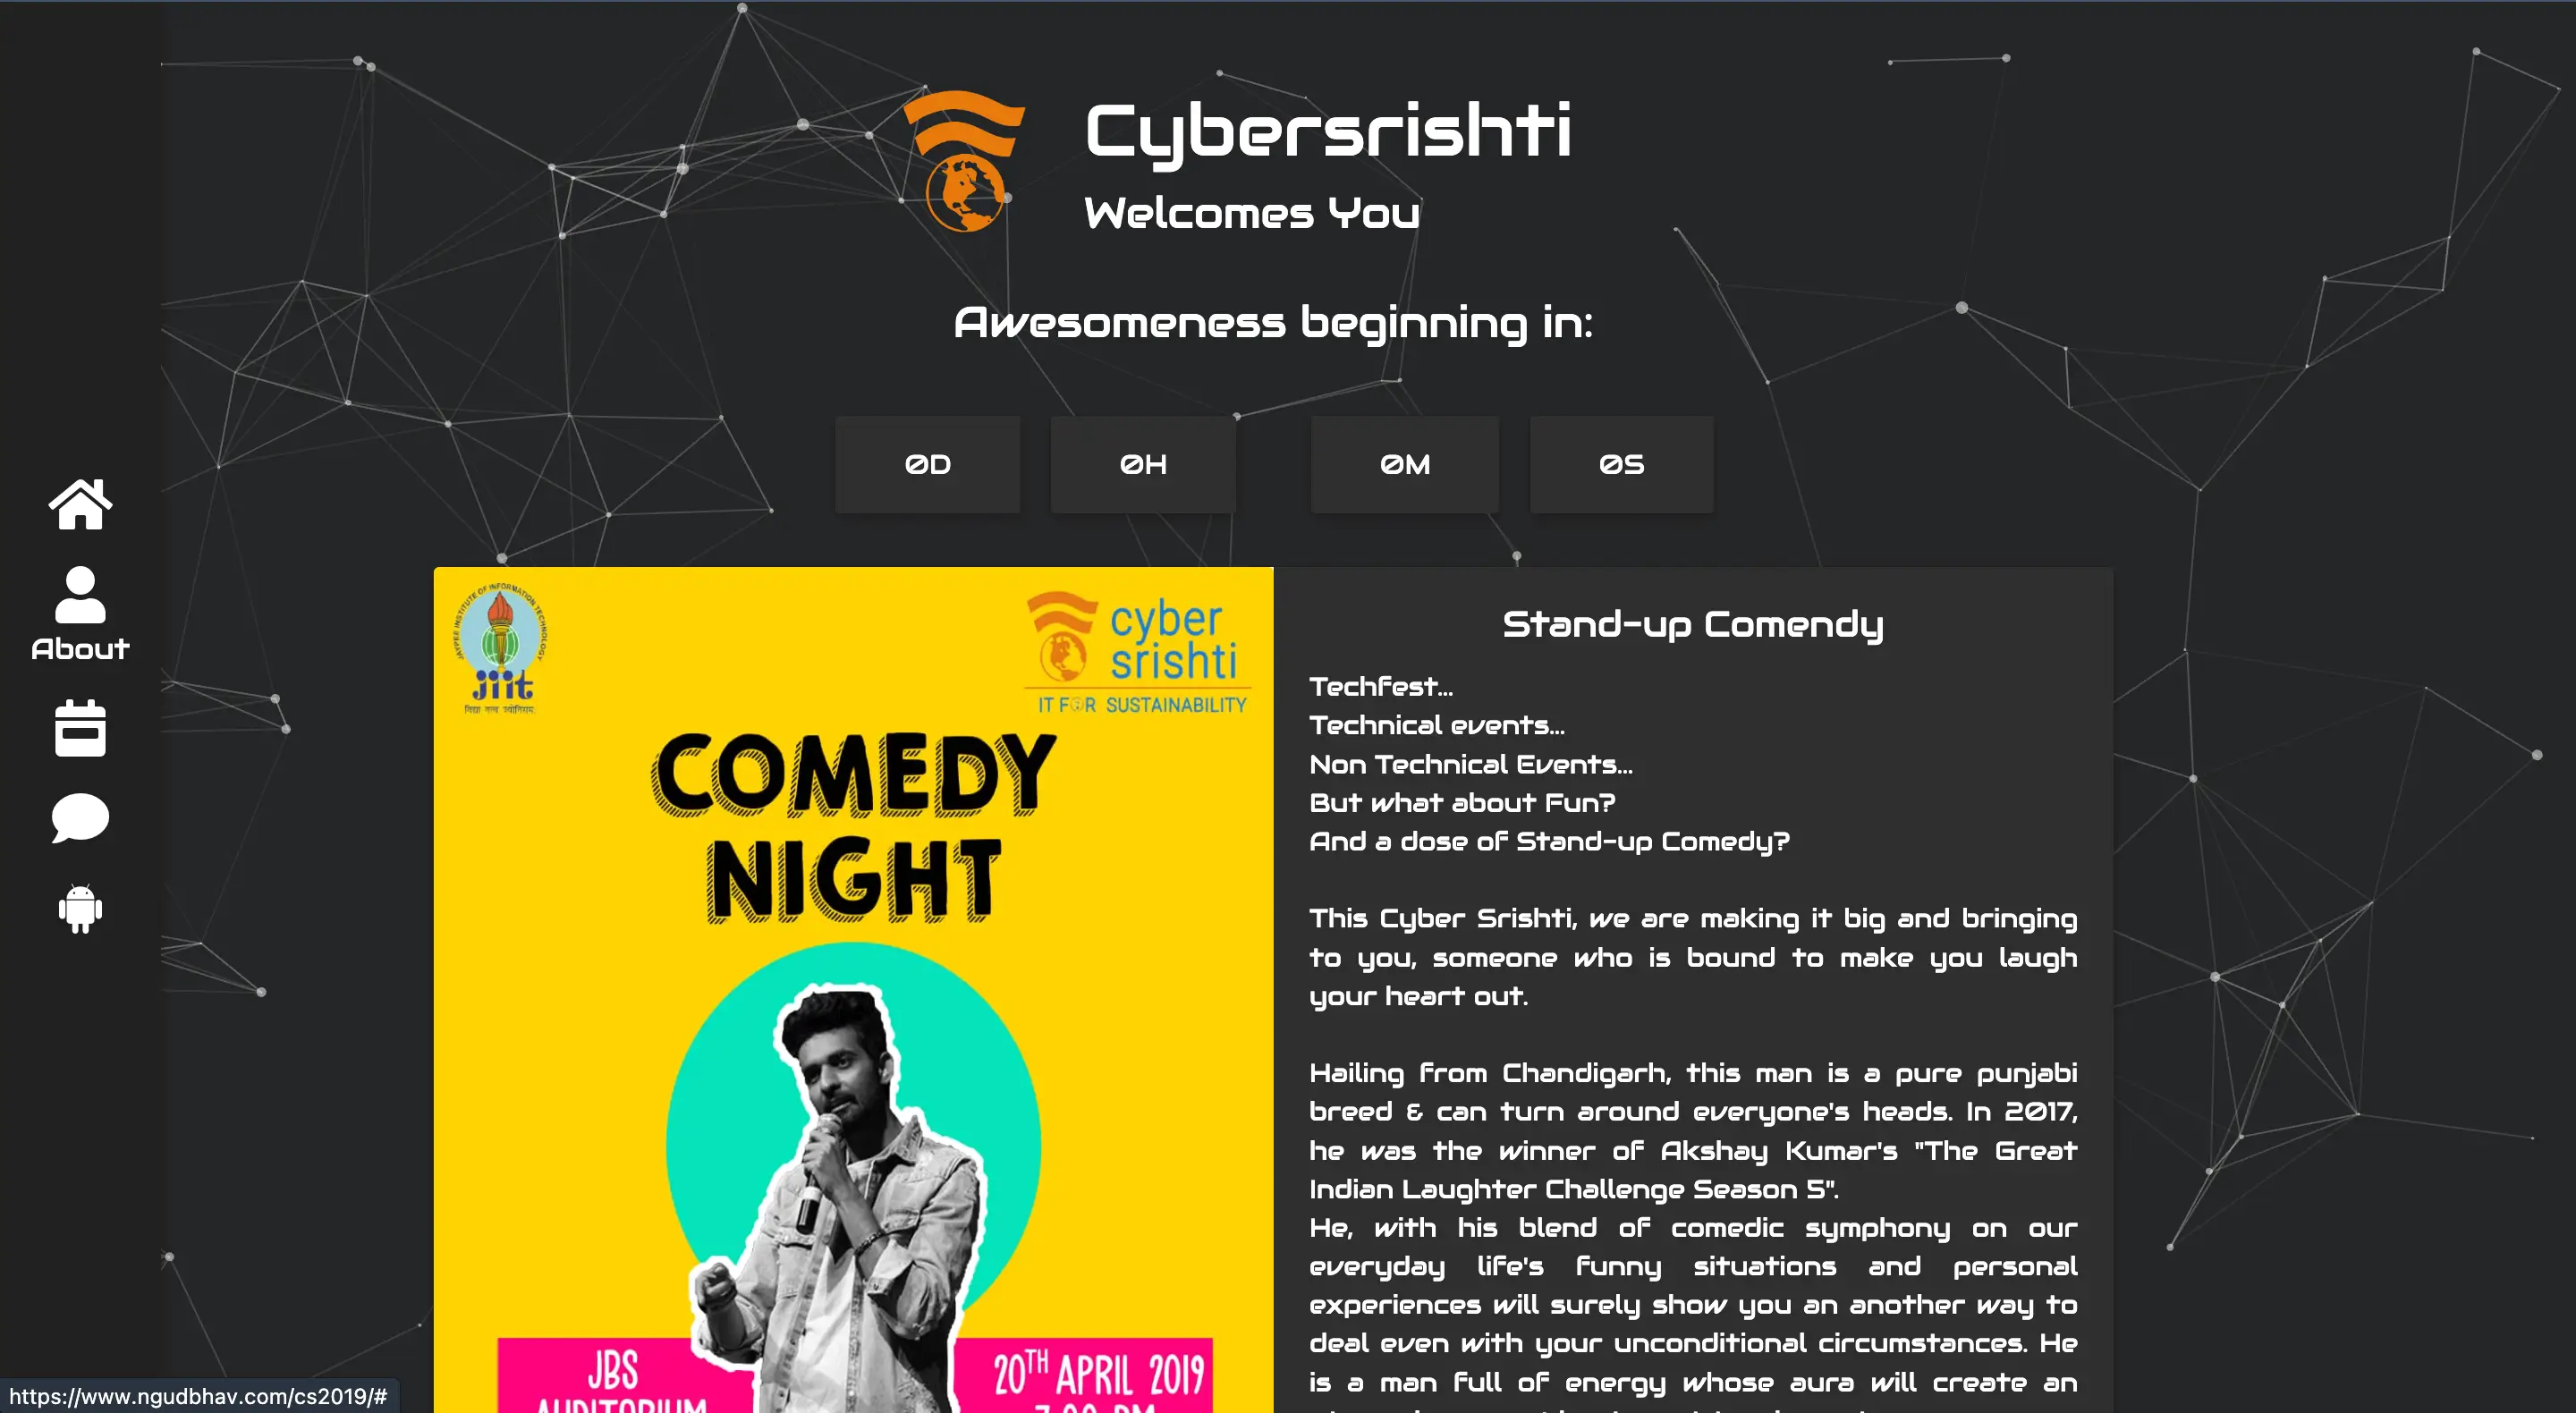 Cybersrishti
Welcomes You
Awesomeness beginning in:
0D
0H
0M
0S
About
JAYPEE INSTITUTE OF INFORMATION TECHNOLOGY
jiit
विद्या तत्व ज्योतिसमः
cyber
srishti
IT FOR SUSTAINABILITY
COMEDY
NIGHT
JBS
AUDITORIUM
20TH APRIL 2019
7:00 PM
Stand-up Comendy
Techfest...
Technical events...
Non Technical Events...
But what about Fun?
And a dose of Stand-up Comedy?
This Cyber Srishti, we are making it big and bringing
to you, someone who is bound to make you laugh
your heart out.
Hailing from Chandigarh, this man is a pure punjabi
breed & can turn around everyone's heads. In 2017,
he was the winner of Akshay Kumar's "The Great
Indian Laughter Challenge Season 5".
He, with his blend of comedic symphony on our
everyday life's funny situations and personal
experiences will surely show you an another way to
deal even with your unconditional circumstances. He
is a man full of energy whose aura will create an
https://www.ngudbhav.com/cs2019/#